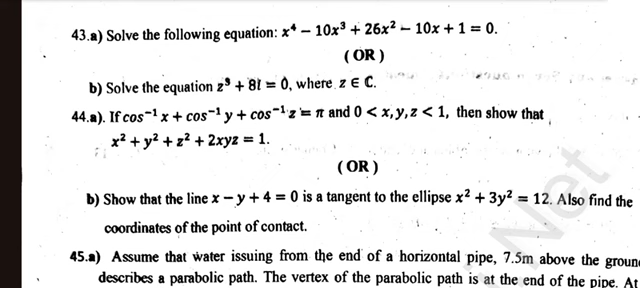 43.a) Solve the following equation: x⁴ – 10x³ + 26x² – 10x + 1 = 0.
(OR)
b) Solve the equation z³ + 8i = 0, where z ∈ ℂ.
44.a). If cos⁻¹ x + cos⁻¹ y + cos⁻¹ z = π and 0 < x, y, z < 1, then show that
x² + y² + z² + 2xyz = 1.
(OR)
b) Show that the line x – y + 4 = 0 is a tangent to the ellipse x² + 3y² = 12. Also find the
coordinates of the point of contact.
45.a) Assume that water issuing from the end of a horizontal pipe, 7.5m above the groun
describes a parabolic path. The vertex of the parabolic path is at the end of the pipe. At
.Net